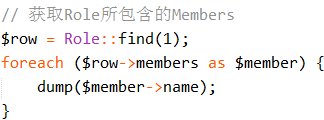 // 获取Role所包含的Members
$row = Role::find(1);
foreach ($row->members as $member) {
    dump($member->name);
}